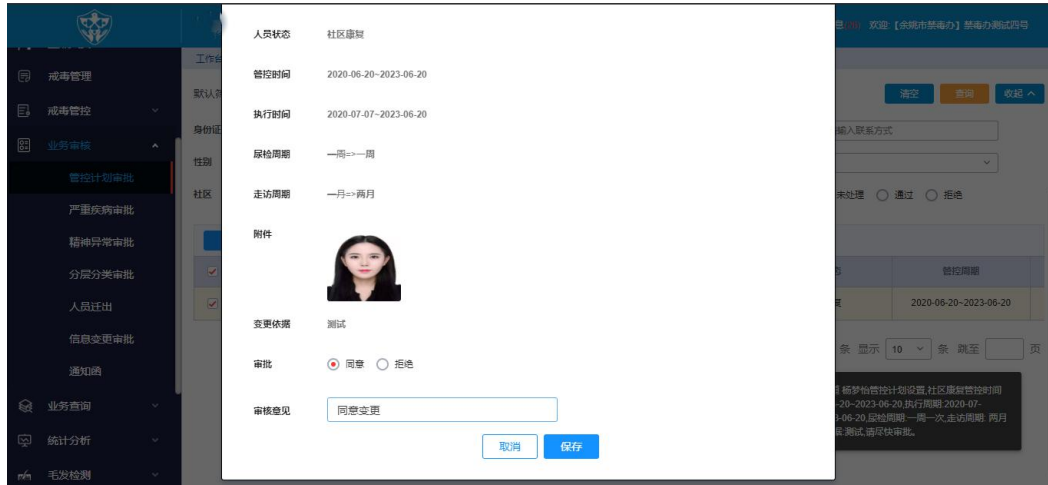 欢迎:【余姚市禁毒办】禁毒办测试四号
戒毒管理
戒毒管控
业务审核
管控计划审批
严重疾病审批
精神异常审批
分层分类审批
人员迁出
信息变更审批
通知函
业务查询
统计分析
毛发检测
工作台
身份证
性别
社区
人员状态 社区康复
管控时间 2020-06-20~2023-06-20
执行时间 2020-07-07~2023-06-20
尿检周期 一周=>一周
走访周期 一月=>两月
附件
变更依据 测试
审批 同意 拒绝
审核意见 同意变更
取消 保存
清空 查询 收起
输入联系方式
未处理 通过 拒绝
管控周期
2020-06-20~2023-06-20
条 显示 10 条 跳至 页
杨梦怡管控计划设置,社区康复管控时间
-20~2023-06-20,执行周期:2020-07-
3-06-20,尿检周期:一周一次,走访周期: 两月
测试,请尽快审批。